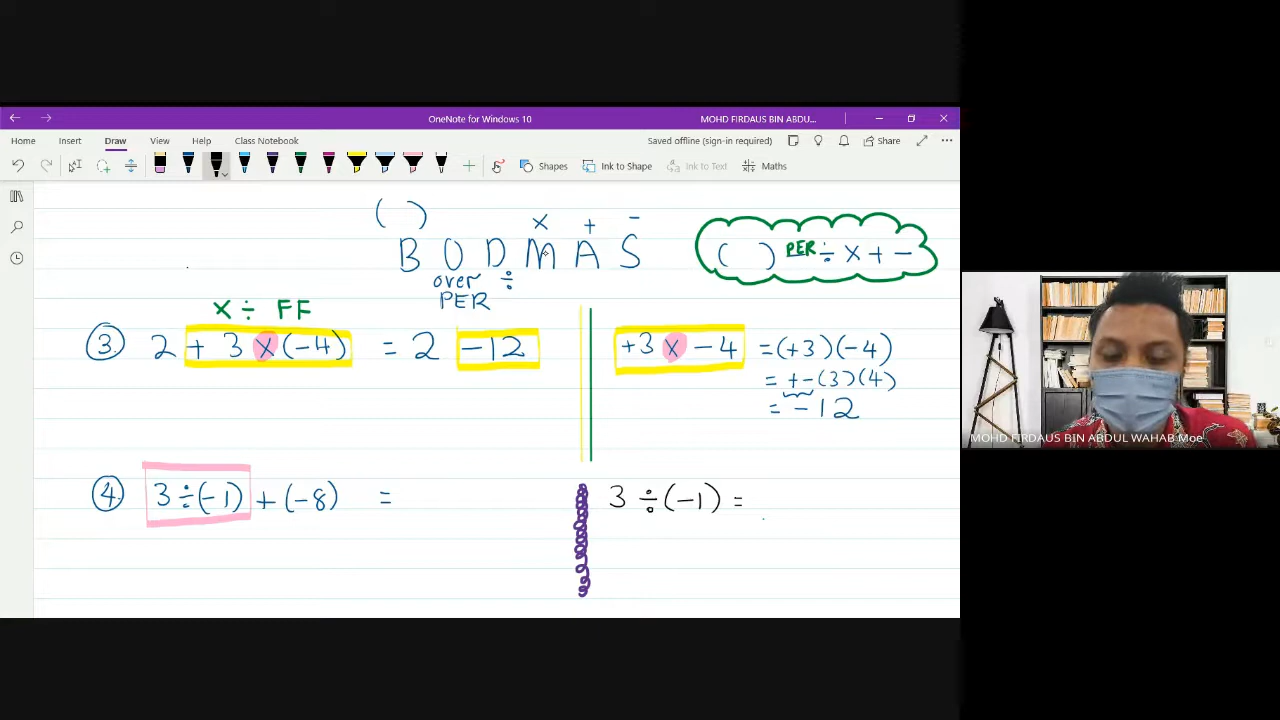 OneNote for Windows 10
MOHD FIRDAUS BIN ABDU...
Home Insert Draw View Help Class Notebook
Saved offline (sign-in required)
Share
Shapes
Ink to Shape
Ink to Text
Maths
( ) × + −
B O D M A S
over ÷
PER
( ) PER ÷ × + −
× ÷ FF
3. 2 + 3 × (−4) = 2 −12
+3 × −4 = (+3)(−4)
= +−(3)(4)
= −12
4. 3 ÷ (−1) + (−8) =
3 ÷ (−1) =
MOHD FIRDAUS BIN ABDUL WAHAB Moe